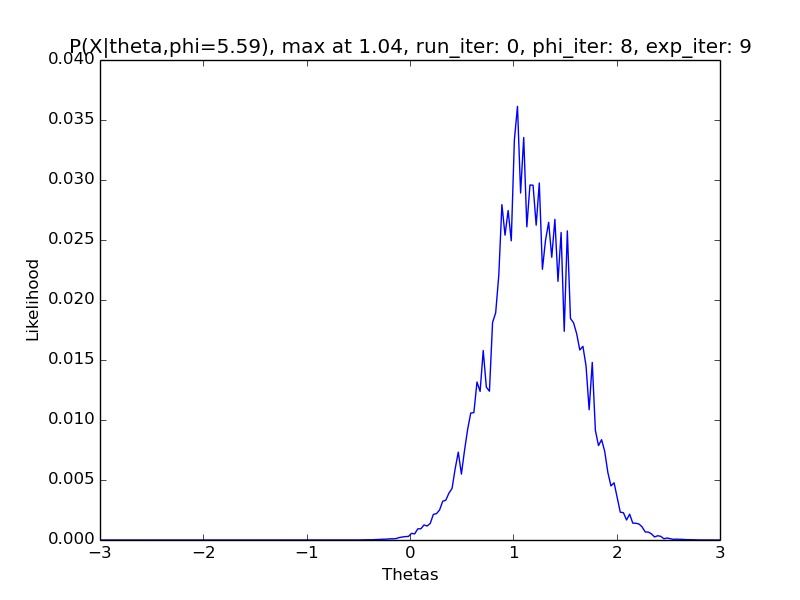 P(X|theta,phi=5.59), max at 1.04, run_iter: 0, phi_iter: 8, exp_iter: 9
0.040
0.035
0.030
0.025
0.020
0.015
0.010
0.005
0.000
Likelihood
−3 −2 −1 0 1 2 3
Thetas